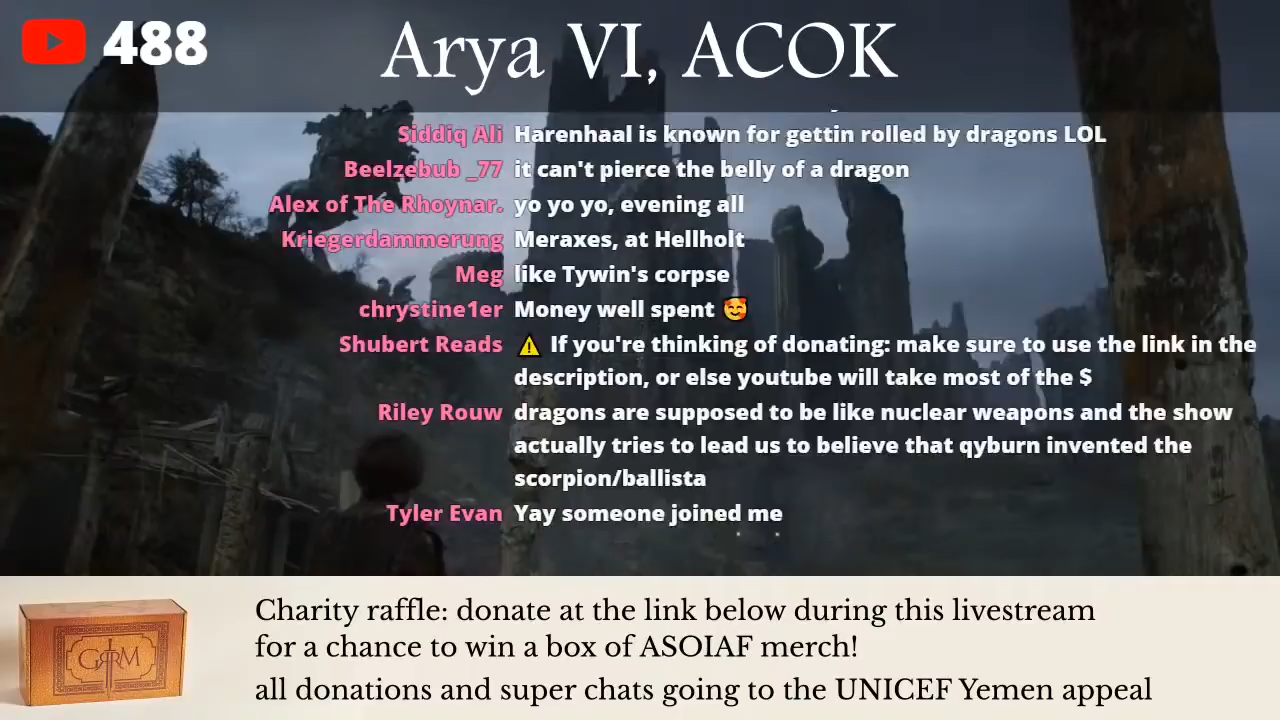 488
Arya VI, ACOK
Siddiq Ali Harenhaal is known for gettin rolled by dragons LOL
Beelzebub _77 it can't pierce the belly of a dragon
Alex of The Rhoynar. yo yo yo, evening all
Kriegerdammerung Meraxes, at Hellholt
Meg like Tywin's corpse
chrystine1er Money well spent 🥰
Shubert Reads ⚠️ If you're thinking of donating: make sure to use the link in the
description, or else youtube will take most of the $
Riley Rouw dragons are supposed to be like nuclear weapons and the show
actually tries to lead us to believe that qyburn invented the
scorpion/ballista
Tyler Evan Yay someone joined me
GRRM
Charity raffle: donate at the link below during this livestream
for a chance to win a box of ASOIAF merch!
all donations and super chats going to the UNICEF Yemen appeal